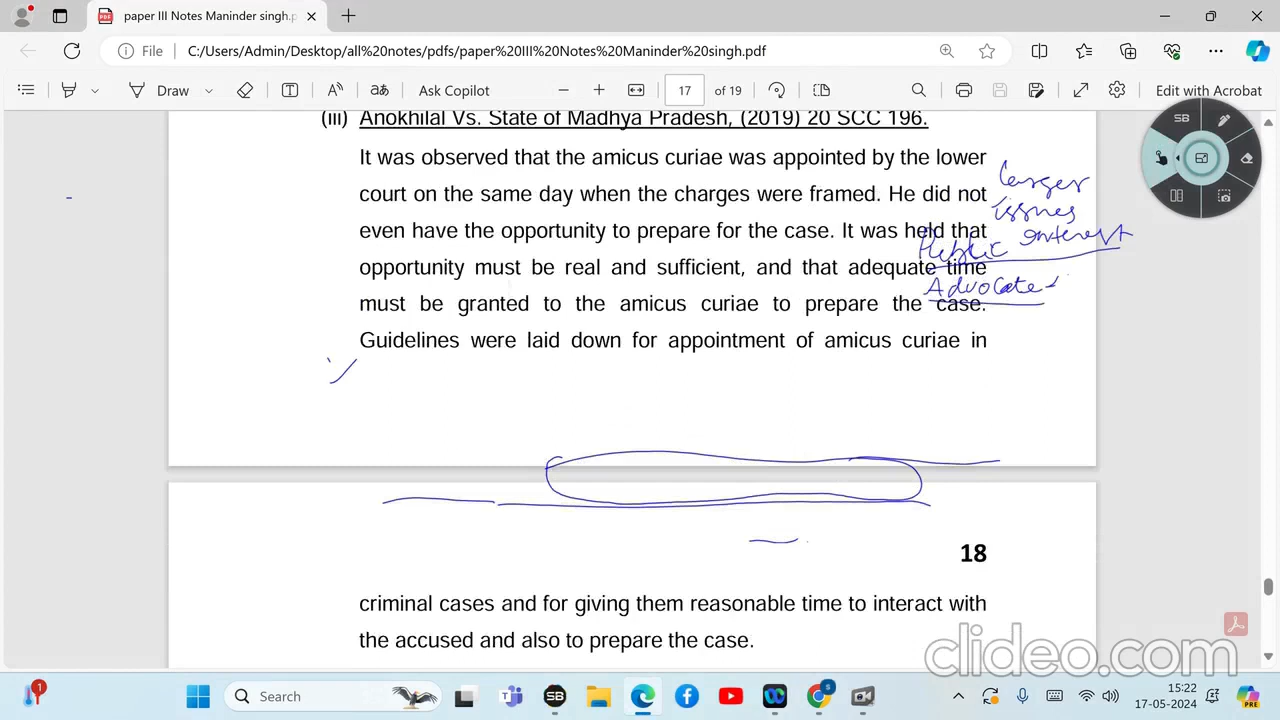 paper III Notes Maninder singh.p
File
C:/Users/Admin/Desktop/all%20notes/pdfs/paper%20III%20Notes%20Maninder%20singh.pdf
Draw
Ask Copilot
17
of 19
Edit with Acrobat
(iii) Anokhilal Vs. State of Madhya Pradesh, (2019) 20 SCC 196.
SB
It was observed that the amicus curiae was appointed by the lower
court on the same day when the charges were framed. He did not
even have the opportunity to prepare for the case. It was held that
opportunity must be real and sufficient, and that adequate time
must be granted to the amicus curiae to prepare the case.
Guidelines were laid down for appointment of amicus curiae in
larger
issues
Public interest
Advocate
18
criminal cases and for giving them reasonable time to interact with
the accused and also to prepare the case.
clideo.com
1
Search
SB
15:22
17-05-2024
PRE